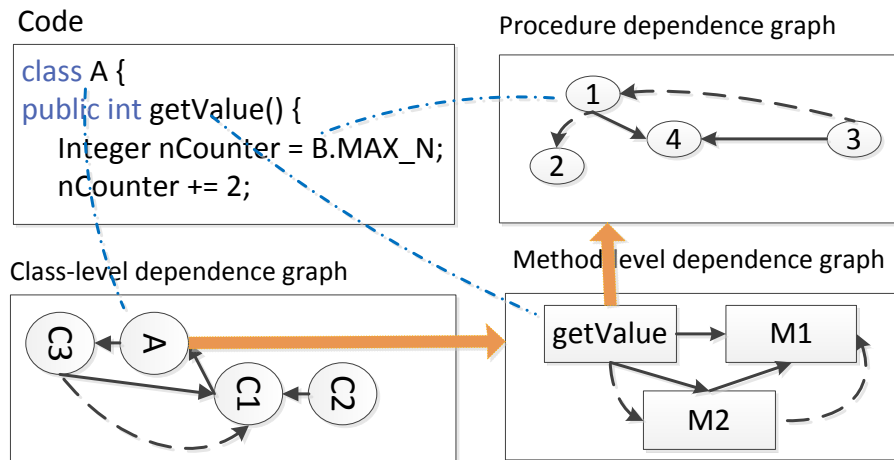 Code
class A {
public int getValue() {
Integer nCounter = B.MAX_N;
nCounter += 2;
Procedure dependence graph
1
2
4
3
Class-level dependence graph
C3
A
C1
C2
Method level dependence graph
getValue
M1
M2